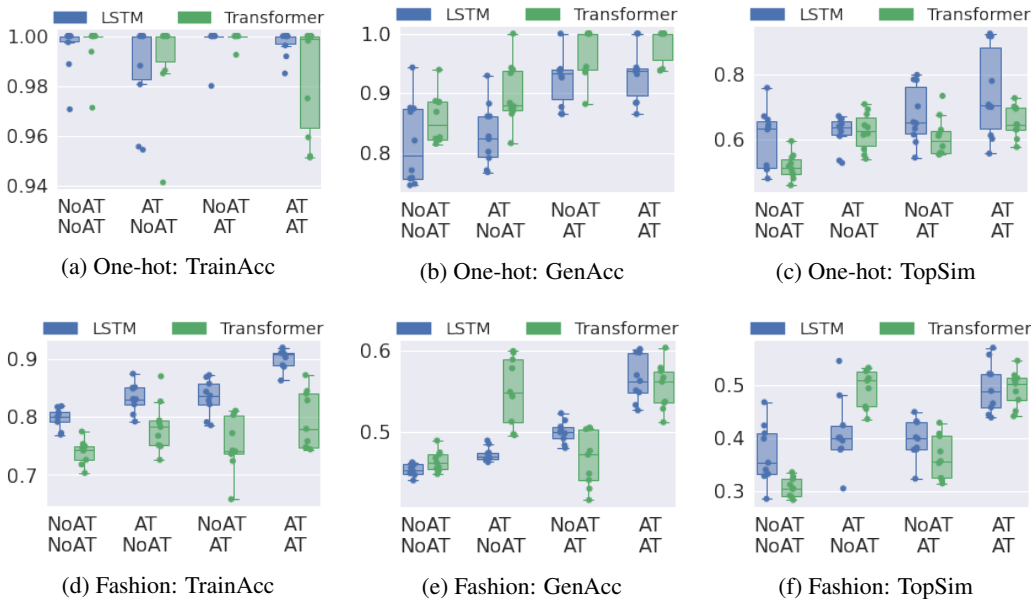 LSTM Transformer
1.00
0.98
0.96
0.94
NoAT AT NoAT AT
NoAT NoAT AT AT
(a) One-hot: TrainAcc
LSTM Transformer
1.0
0.9
0.8
NoAT AT NoAT AT
NoAT NoAT AT AT
(b) One-hot: GenAcc
LSTM Transformer
0.8
0.6
NoAT AT NoAT AT
NoAT NoAT AT AT
(c) One-hot: TopSim
LSTM Transformer
0.9
0.8
0.7
NoAT AT NoAT AT
NoAT NoAT AT AT
(d) Fashion: TrainAcc
LSTM Transformer
0.6
0.5
NoAT AT NoAT AT
NoAT NoAT AT AT
(e) Fashion: GenAcc
LSTM Transformer
0.5
0.4
0.3
NoAT AT NoAT AT
NoAT NoAT AT AT
(f) Fashion: TopSim